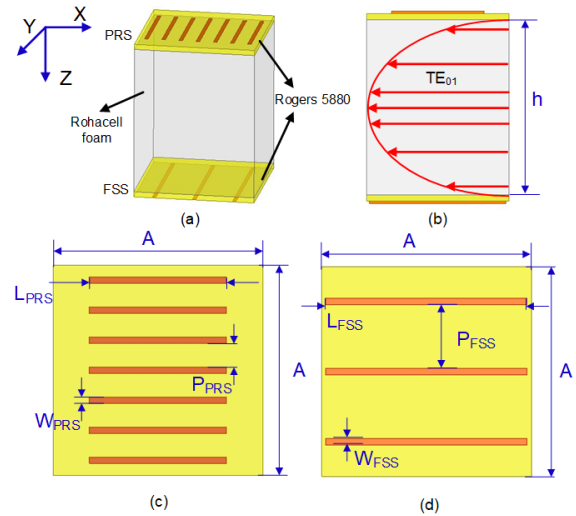 Y
X
Z
PRS
Rohacell
foam
Rogers 5880
FSS
(a)
TE01
h
(b)
A
LPRS
PPRS
WPRS
A
(c)
A
LFSS
PFSS
A
WFSS
(d)